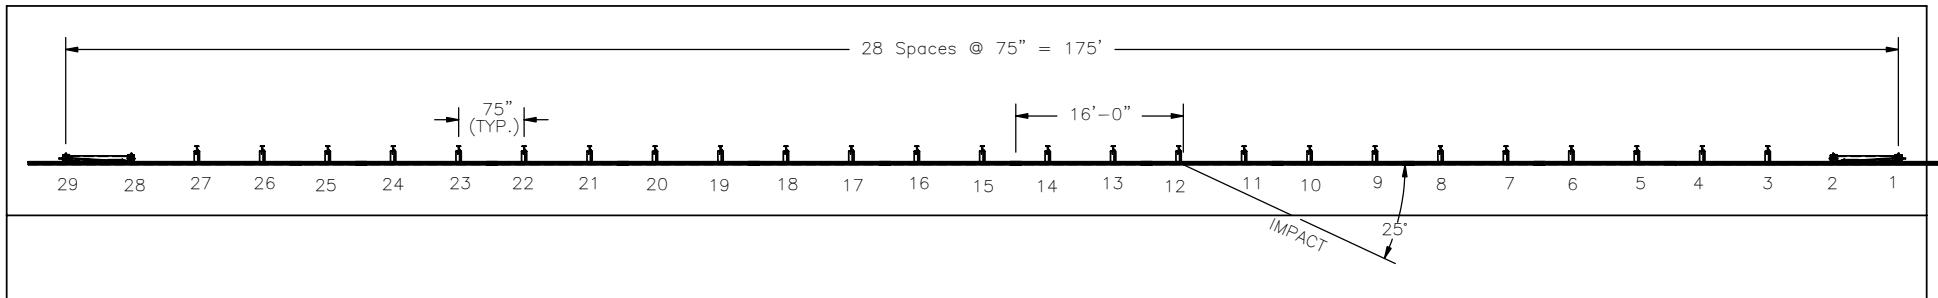 28 Spaces @ 75" = 175'
75"
(TYP.)
16'-0"
29 28 27 26 25 24 23 22 21 20 19 18 17 16 15 14 13 12 11 10 9 8 7 6 5 4 3 2 1
IMPACT
25°